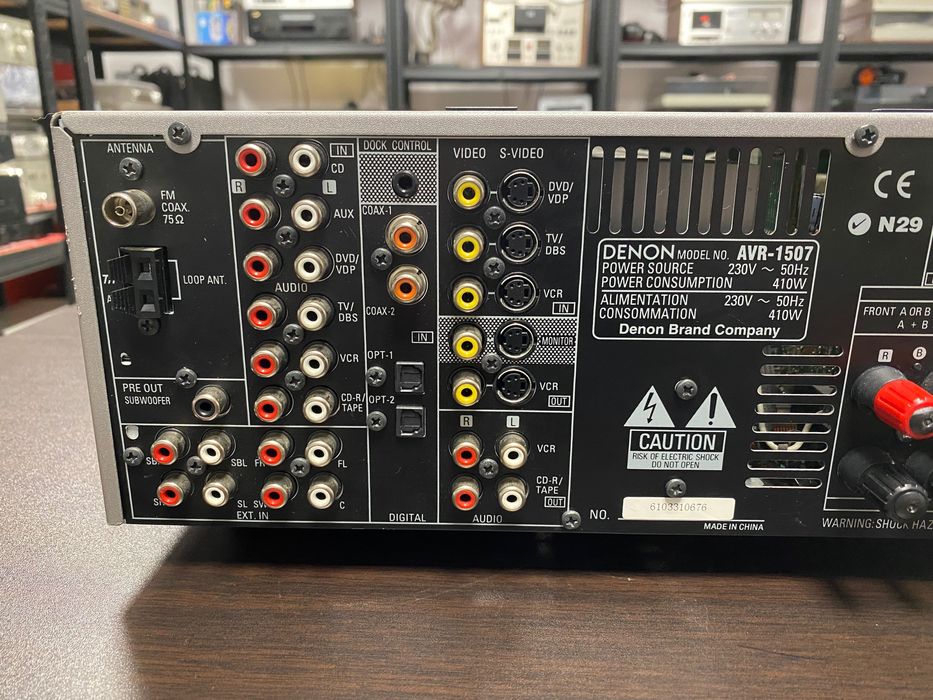 ANTENNA
FM
COAX.
75Ω
LOOP ANT.
PRE OUT
SUBWOOFER
IN
CD
R
L
AUX
DVD/
VDP
AUDIO
TV/
DBS
VCR
CD-R/
TAPE
SBL
FL
SL
C
EXT. IN
DOCK CONTROL
COAX-1
COAX-2
IN
OPT-1
OPT-2
DIGITAL
VIDEO S-VIDEO
DVD/
VDP
TV/
DBS
VCR
IN
MONITOR
VCR
OUT
R
L
VCR
CD-R/
TAPE
OUT
AUDIO
DENON MODEL NO. AVR-1507
POWER SOURCE 230V ~ 50Hz
POWER CONSUMPTION 410W
ALIMENTATION 230V ~ 50Hz
CONSOMMATION 410W
Denon Brand Company
CAUTION
RISK OF ELECTRIC SHOCK
DO NOT OPEN
NO. 6103310676
MADE IN CHINA
CE
N29
FRONT A OR B
A + B
R
B
WARNING: SHOCK HAZ